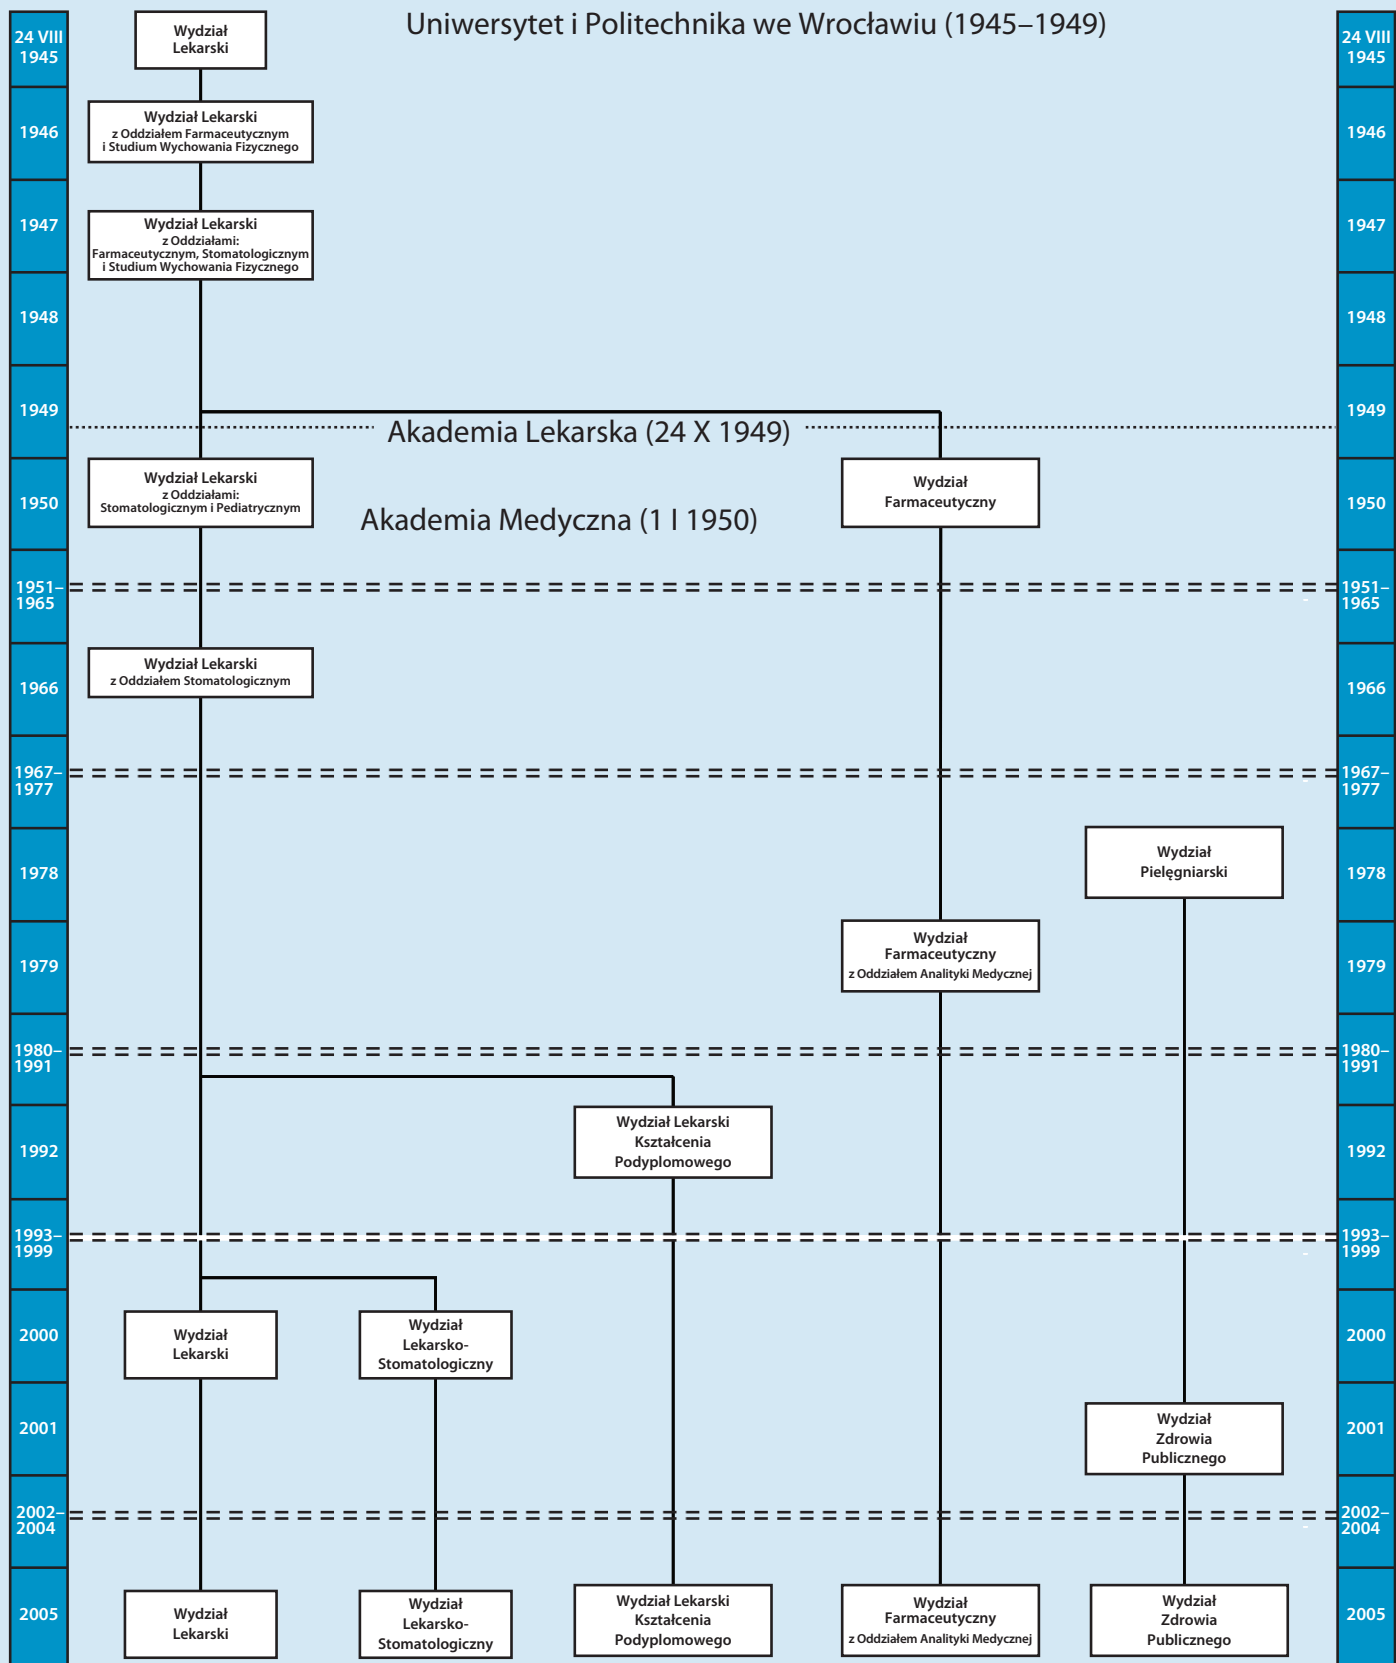 Uniwersytet i Politechnika we Wrocławiu (1945–1949)
24 VIII
1945
Wydział
Lekarski
24 VIII
1945
1946
Wydział Lekarski
z Oddziałem Farmaceutycznym
i Studium Wychowania Fizycznego
1946
1947
Wydział Lekarski
z Oddziałami:
Farmaceutycznym, Stomatologicznym
i Studium Wychowania Fizycznego
1947
1948
1948
1949
1949
Akademia Lekarska (24 X 1949)
1950
Wydział Lekarski
z Oddziałami:
Stomatologicznym i Pediatrycznym
Akademia Medyczna (1 I 1950)
Wydział
Farmaceutyczny
1950
1951–
1965
1951–
1965
1966
Wydział Lekarski
z Oddziałem Stomatologicznym
1966
1967–
1977
1967–
1977
1978
Wydział
Pielęgniarski
1978
1979
Wydział
Farmaceutyczny
z Oddziałem Analityki Medycznej
1979
1980–
1991
1980–
1991
1992
Wydział Lekarski
Kształcenia
Podyplomowego
1992
1993–
1999
1993–
1999
2000
Wydział
Lekarski
Wydział
Lekarsko-
Stomatologiczny
2000
2001
Wydział
Zdrowia
Publicznego
2001
2002–
2004
2002–
2004
2005
Wydział
Lekarski
Wydział
Lekarsko-
Stomatologiczny
Wydział Lekarski
Kształcenia
Podyplomowego
Wydział
Farmaceutyczny
z Oddziałem Analityki Medycznej
Wydział
Zdrowia
Publicznego
2005